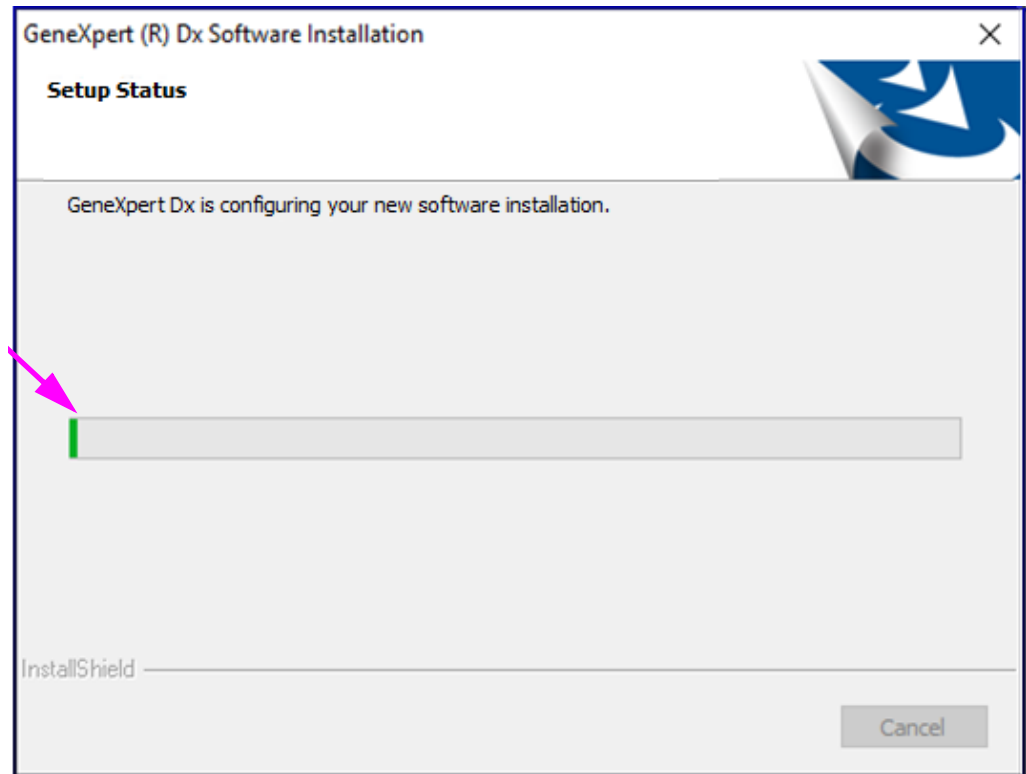 GeneXpert (R) Dx Software Installation
Setup Status
GeneXpert Dx is configuring your new software installation.
InstallShield
Cancel